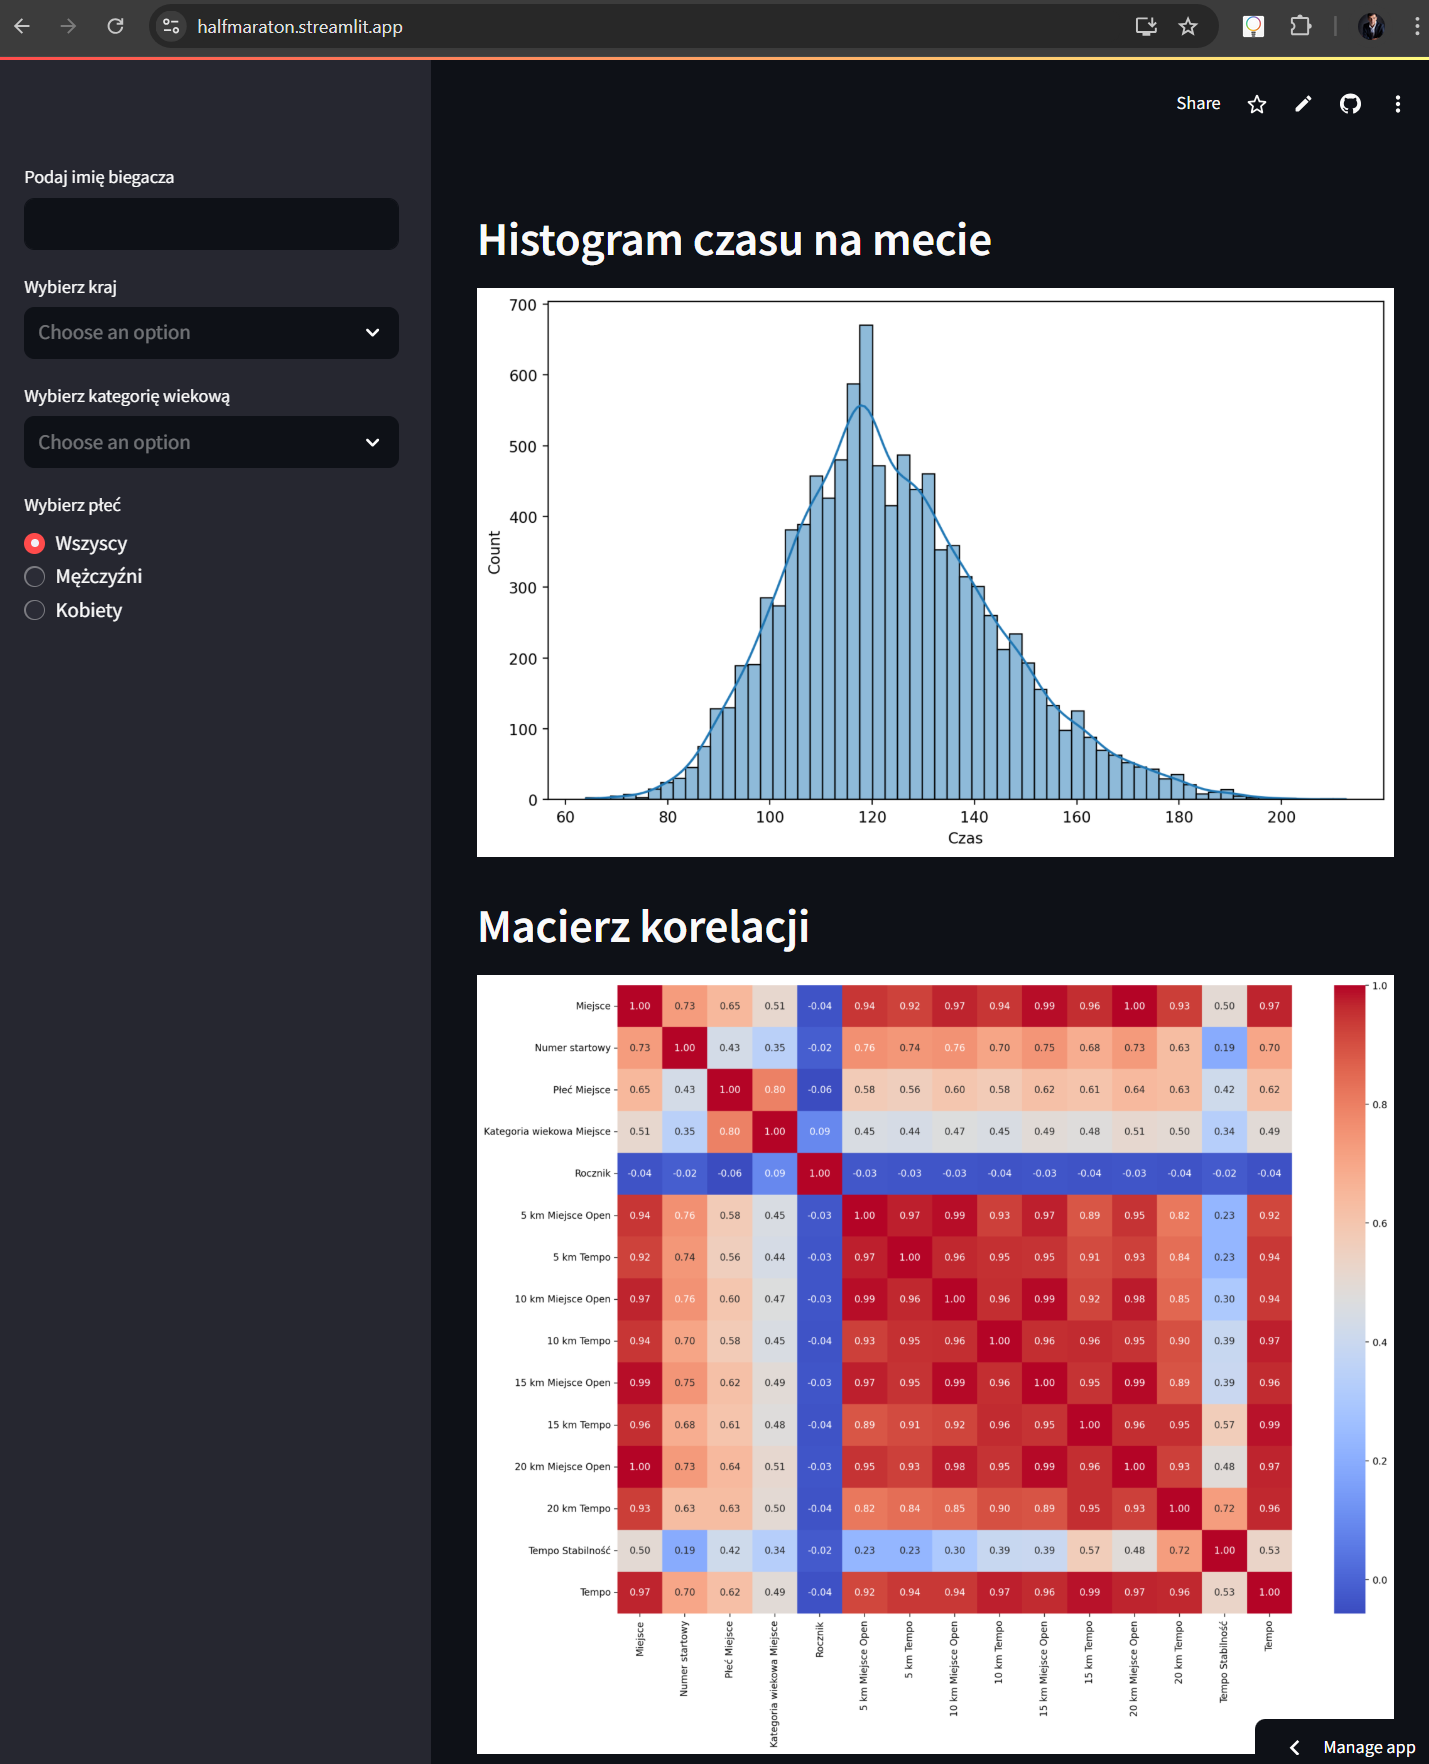 halfmaraton.streamlit.app
Share
Podaj imię biegacza
Wybierz kraj
Choose an option
Wybierz kategorię wiekową
Choose an option
Wybierz płeć
Wszyscy
Mężczyźni
Kobiety
Histogram czasu na mecie
700
600
500
400
300
200
100
0
Count
60 80 100 120 140 160 180 200
Czas
Macierz korelacji
Miejsce 1.00 0.73 0.65 0.51 -0.04 0.94 0.92 0.97 0.94 0.99 0.96 1.00 0.93 0.50 0.97
Numer startowy 0.73 1.00 0.43 0.35 -0.02 0.76 0.74 0.76 0.70 0.75 0.68 0.73 0.63 0.19 0.70
Płeć Miejsce 0.65 0.43 1.00 0.80 -0.06 0.58 0.56 0.60 0.58 0.62 0.61 0.64 0.63 0.42 0.62
Kategoria wiekowa Miejsce 0.51 0.35 0.80 1.00 0.09 0.45 0.44 0.47 0.45 0.49 0.48 0.51 0.50 0.34 0.49
Rocznik -0.04 -0.02 -0.06 0.09 1.00 -0.03 -0.03 -0.03 -0.04 -0.03 -0.04 -0.03 -0.04 -0.02 -0.04
5 km Miejsce Open 0.94 0.76 0.58 0.45 -0.03 1.00 0.97 0.99 0.93 0.97 0.89 0.95 0.82 0.23 0.92
5 km Tempo 0.92 0.74 0.56 0.44 -0.03 0.97 1.00 0.96 0.95 0.95 0.91 0.93 0.84 0.23 0.94
10 km Miejsce Open 0.97 0.76 0.60 0.47 -0.03 0.99 0.96 1.00 0.96 0.99 0.92 0.98 0.85 0.30 0.94
10 km Tempo 0.94 0.70 0.58 0.45 -0.04 0.93 0.95 0.96 1.00 0.96 0.96 0.95 0.90 0.39 0.97
15 km Miejsce Open 0.99 0.75 0.62 0.49 -0.03 0.97 0.95 0.99 0.96 1.00 0.95 0.99 0.89 0.39 0.96
15 km Tempo 0.96 0.68 0.61 0.48 -0.04 0.89 0.91 0.92 0.96 0.95 1.00 0.96 0.95 0.57 0.99
20 km Miejsce Open 1.00 0.73 0.64 0.51 -0.03 0.95 0.93 0.98 0.95 0.99 0.96 1.00 0.93 0.48 0.97
20 km Tempo 0.93 0.63 0.63 0.50 -0.04 0.82 0.84 0.85 0.90 0.89 0.95 0.93 1.00 0.72 0.96
Tempo Stabilność 0.50 0.19 0.42 0.34 -0.02 0.23 0.23 0.30 0.39 0.39 0.57 0.48 0.72 1.00 0.53
Tempo 0.97 0.70 0.62 0.49 -0.04 0.92 0.94 0.94 0.97 0.96 0.99 0.97 0.96 0.53 1.00
Miejsce
Numer startowy
Płeć Miejsce
Kategoria wiekowa Miejsce
Rocznik
5 km Miejsce Open
5 km Tempo
10 km Miejsce Open
10 km Tempo
15 km Miejsce Open
15 km Tempo
20 km Miejsce Open
20 km Tempo
Tempo Stabilność
Tempo
1.0
0.8
0.6
0.4
0.2
0.0
Manage app